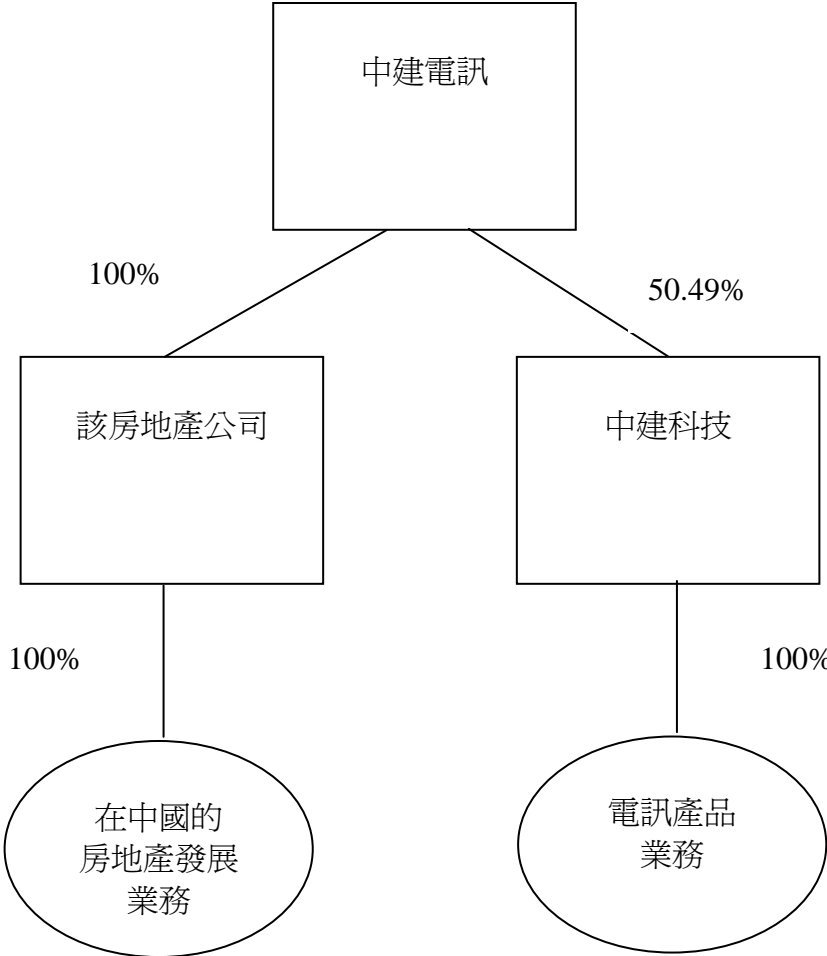 中建電訊
100%
50.49%
該房地產公司
中建科技
100%
100%
在中國的
房地產發展
業務
電訊產品
業務